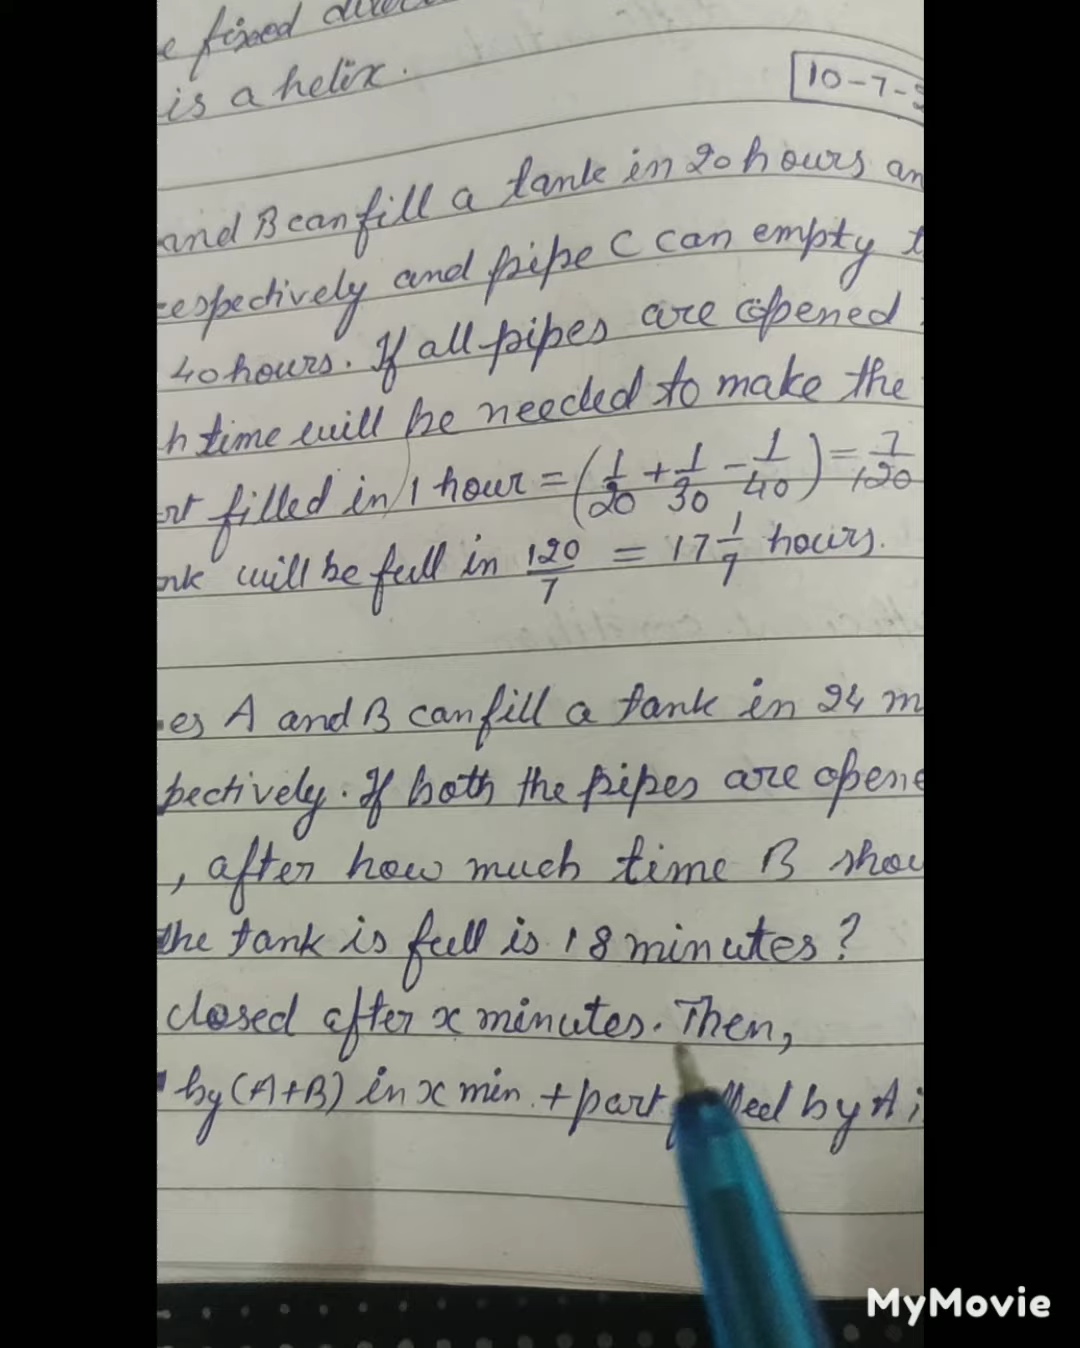 e fixed
is a helix.
10-7-
and B can fill a tank in 20 hours an
respectively and pipe C can empty t
40 hours. If all pipes are opened
h time will be needed to make the
rt filled in 1 hour = (1/20 + 1/30 - 1/40) = 7/120
nk will be full in 120/7 = 17 1/7 hours.
es A and B can fill a tank in 24 m
pectively. If both the pipes are opene
, after how much time B shou
the tank is full is 18 minutes?
closed after x minutes. Then,
by (A+B) in x min. + part filled by A i
MyMovie